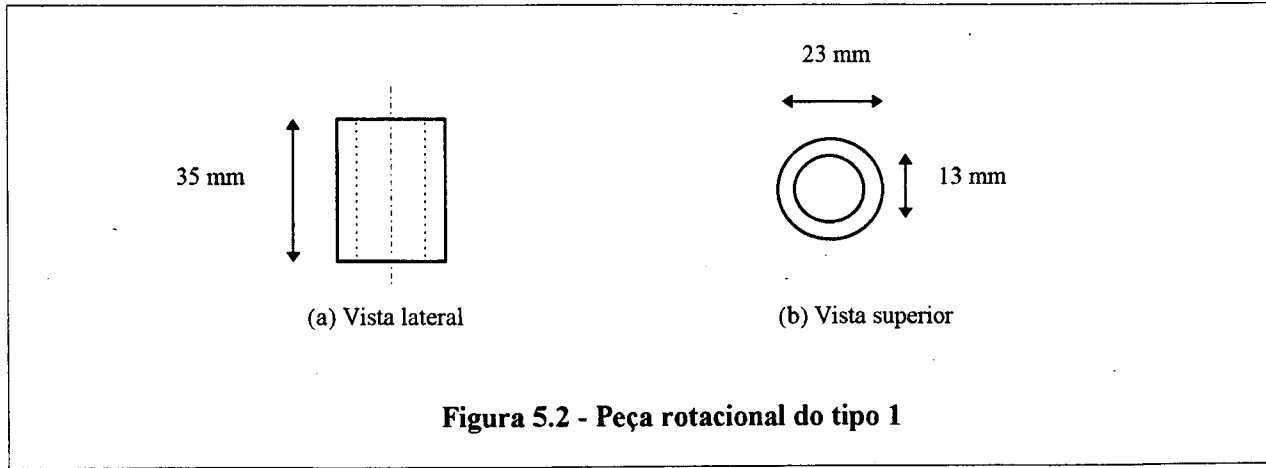 23 mm
35 mm
13 mm
(a) Vista lateral
(b) Vista superior
Figura 5.2 - Peça rotacional do tipo 1